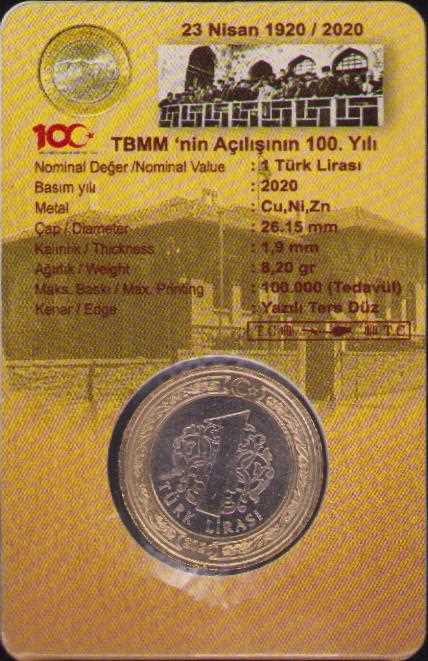 23 Nisan 1920 / 2020
100
TBMM 'nin Açılışının 100. Yılı
Nominal Değer /Nominal Value : 1 Türk Lirası
Basım yılı : 2020
Metal : Cu,Ni,Zn
Çap / Diameter : 26.15 mm
Kalınlık / Thickness : 1,9 mm
Ağırlık / Weight : 8,20 gr
Maks. Baskı / Max. Printing : 100.000 (Tedavül)
Kenar / Edge : Yazılı Ters Düz
1
TÜRK LİRASI
2020